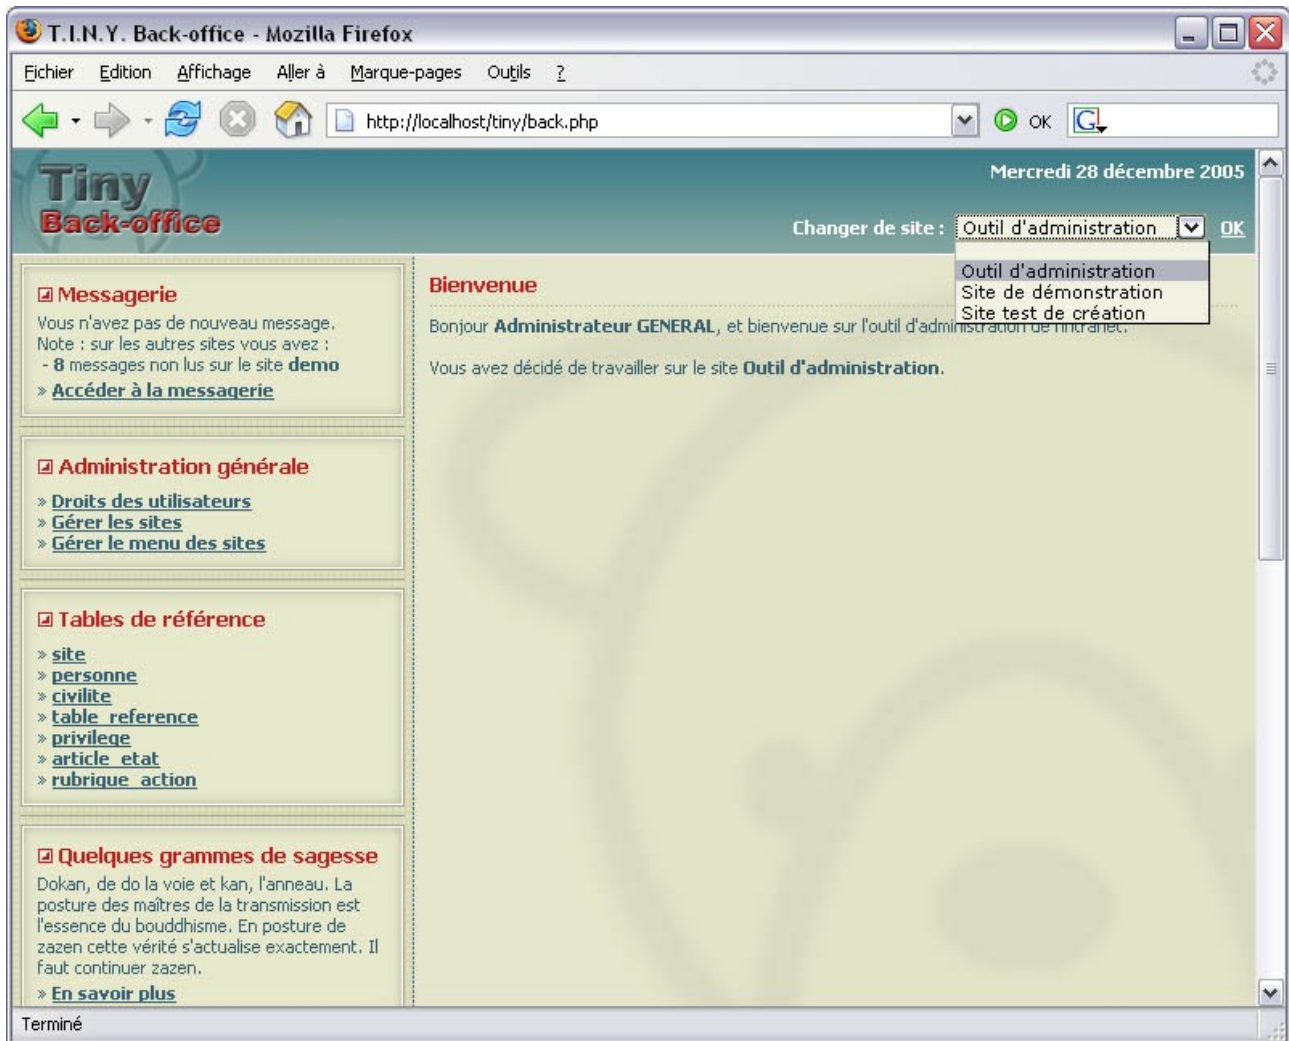 T.I.N.Y. Back-office - Mozilla Firefox
Fichier Edition Affichage Aller à Marque-pages Outils ?
http://localhost/tiny/back.php OK G
Tiny
Back-office
Mercredi 28 décembre 2005
Changer de site : Outil d'administration OK
Outil d'administration
Site de démonstration
Site test de création
Messagerie
Vous n'avez pas de nouveau message.
Note : sur les autres sites vous avez :
- 8 messages non lus sur le site demo
» Accéder à la messagerie
Administration générale
» Droits des utilisateurs
» Gérer les sites
» Gérer le menu des sites
Tables de référence
» site
» personne
» civilite
» table_reference
» privilege
» article_etat
» rubrique_action
Quelques grammes de sagesse
Dokan, de do la voie et kan, l'anneau. La
posture des maîtres de la transmission est
l'essence du bouddhisme. En posture de
zazen cette vérité s'actualise exactement. Il
faut continuer zazen.
» En savoir plus
Bienvenue
Bonjour Administrateur GENERAL, et bienvenue sur l'outil d'administration de l'intranet.
Vous avez décidé de travailler sur le site Outil d'administration.
Terminé